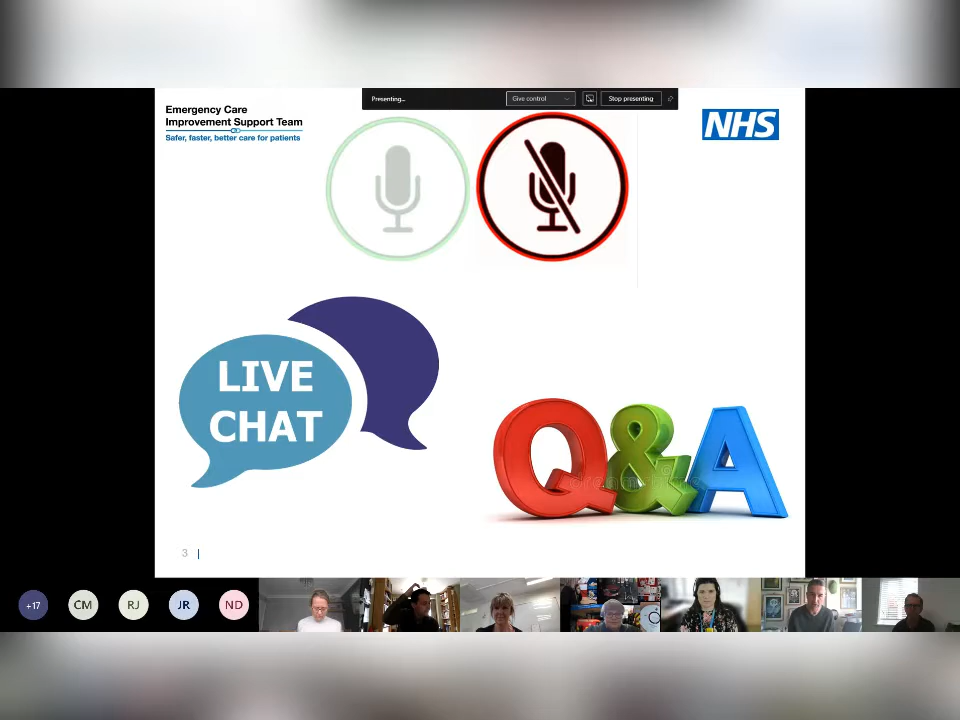 Presenting...
Give control
Stop presenting
Emergency Care
Improvement Support Team
Safer, faster, better care for patients
NHS
LIVE
CHAT
Q&A
3 |
+17
CM
RJ
JR
ND